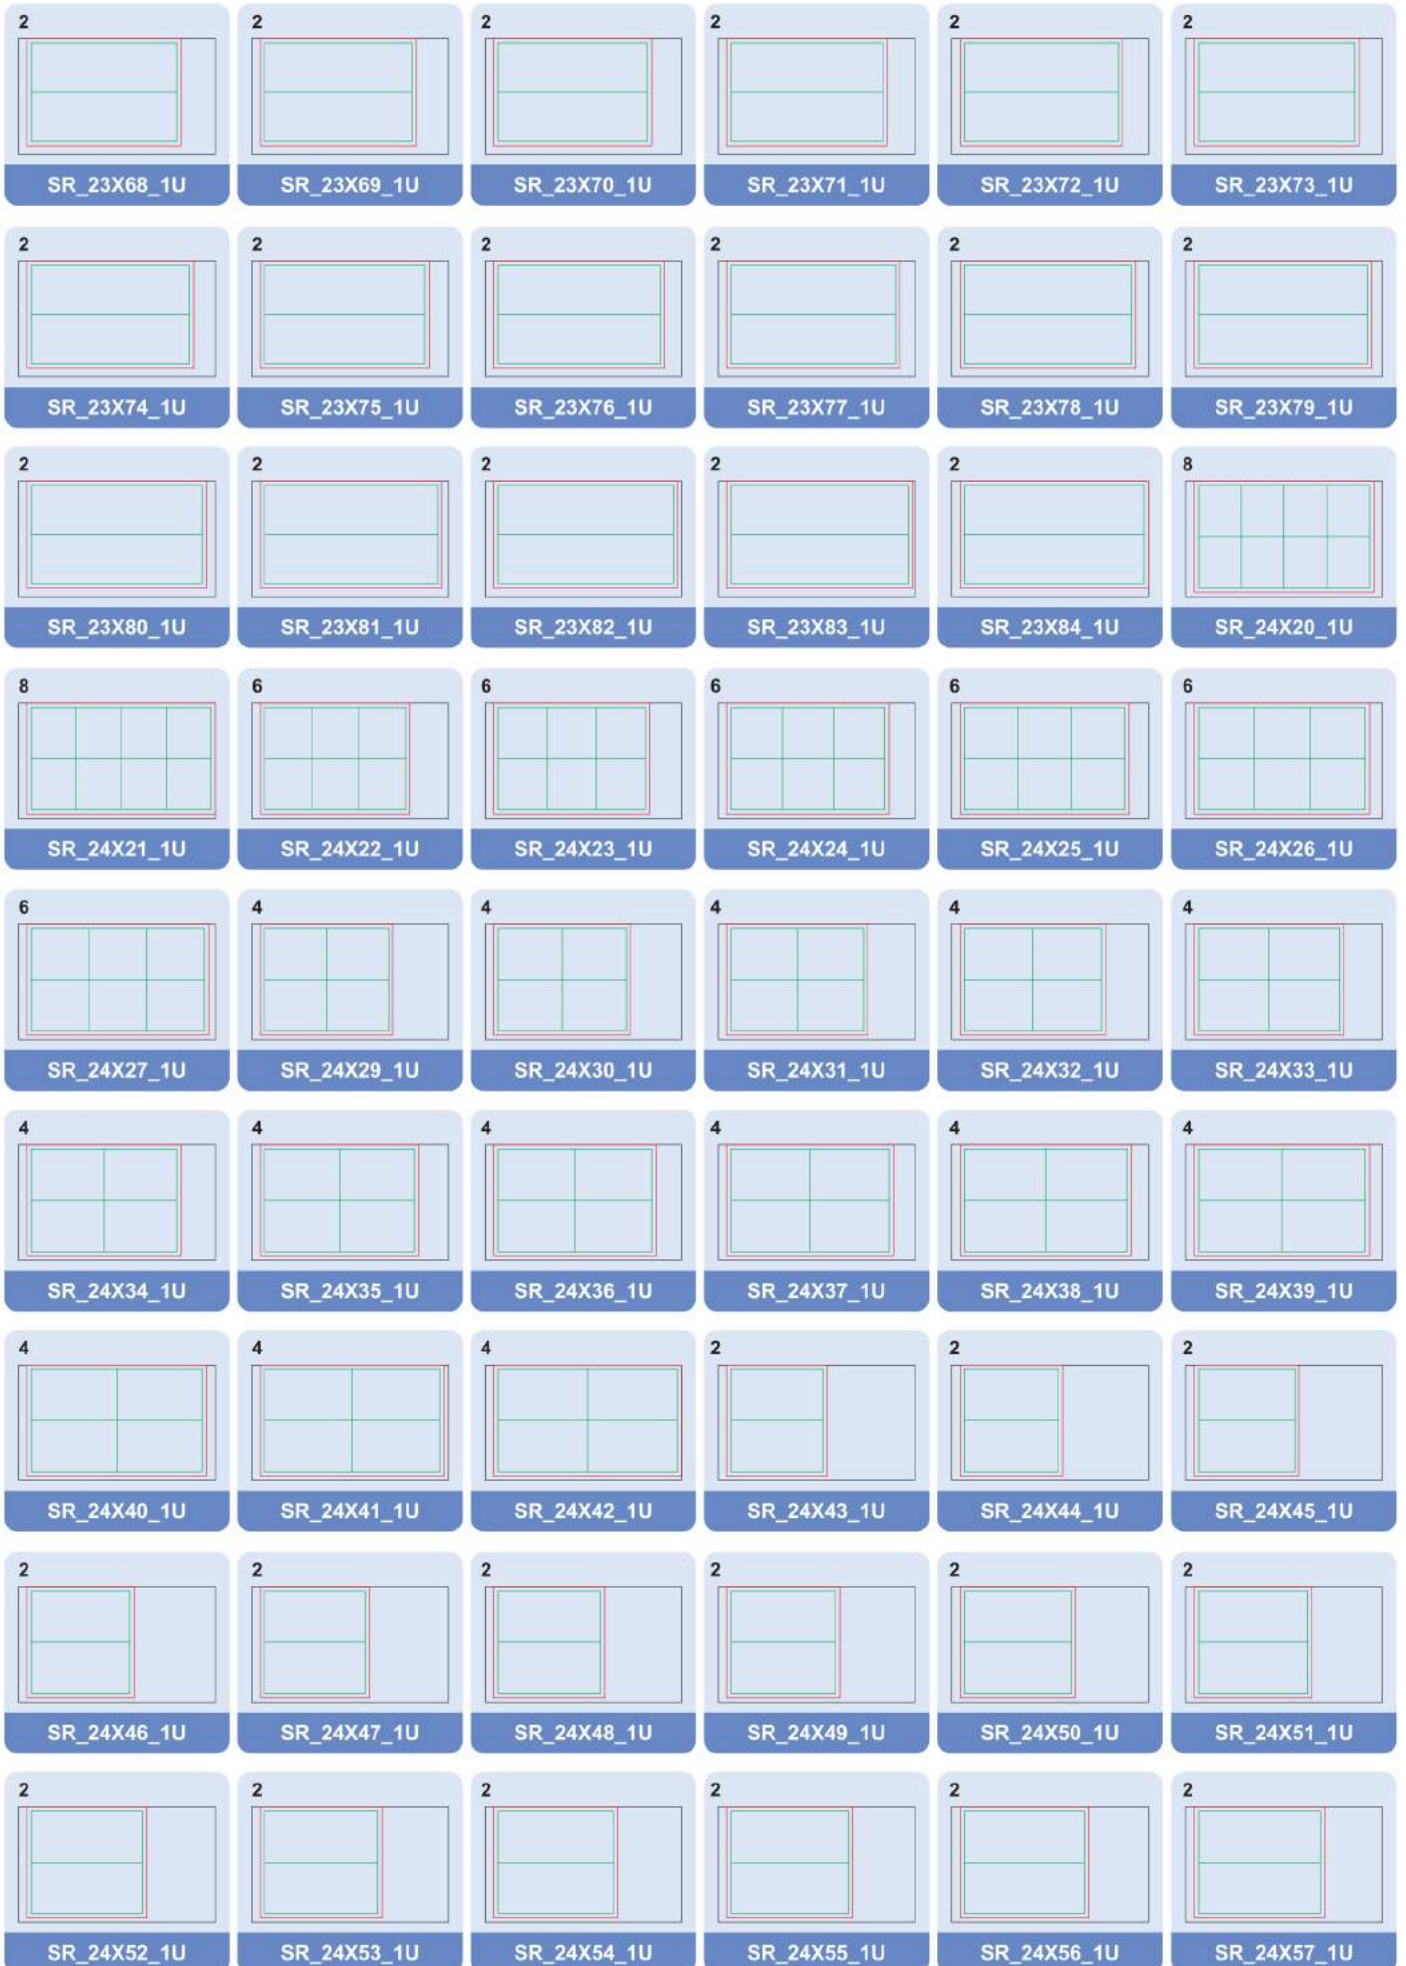 2 2 2 2 2 2
SR_23X68_1U SR_23X69_1U SR_23X70_1U SR_23X71_1U SR_23X72_1U SR_23X73_1U
2 2 2 2 2 2
SR_23X74_1U SR_23X75_1U SR_23X76_1U SR_23X77_1U SR_23X78_1U SR_23X79_1U
2 2 2 2 2 8
SR_23X80_1U SR_23X81_1U SR_23X82_1U SR_23X83_1U SR_23X84_1U SR_24X20_1U
8 6 6 6 6 6
SR_24X21_1U SR_24X22_1U SR_24X23_1U SR_24X24_1U SR_24X25_1U SR_24X26_1U
6 4 4 4 4 4
SR_24X27_1U SR_24X29_1U SR_24X30_1U SR_24X31_1U SR_24X32_1U SR_24X33_1U
4 4 4 4 4 4
SR_24X34_1U SR_24X35_1U SR_24X36_1U SR_24X37_1U SR_24X38_1U SR_24X39_1U
4 4 4 2 2 2
SR_24X40_1U SR_24X41_1U SR_24X42_1U SR_24X43_1U SR_24X44_1U SR_24X45_1U
2 2 2 2 2 2
SR_24X46_1U SR_24X47_1U SR_24X48_1U SR_24X49_1U SR_24X50_1U SR_24X51_1U
2 2 2 2 2 2
SR_24X52_1U SR_24X53_1U SR_24X54_1U SR_24X55_1U SR_24X56_1U SR_24X57_1U